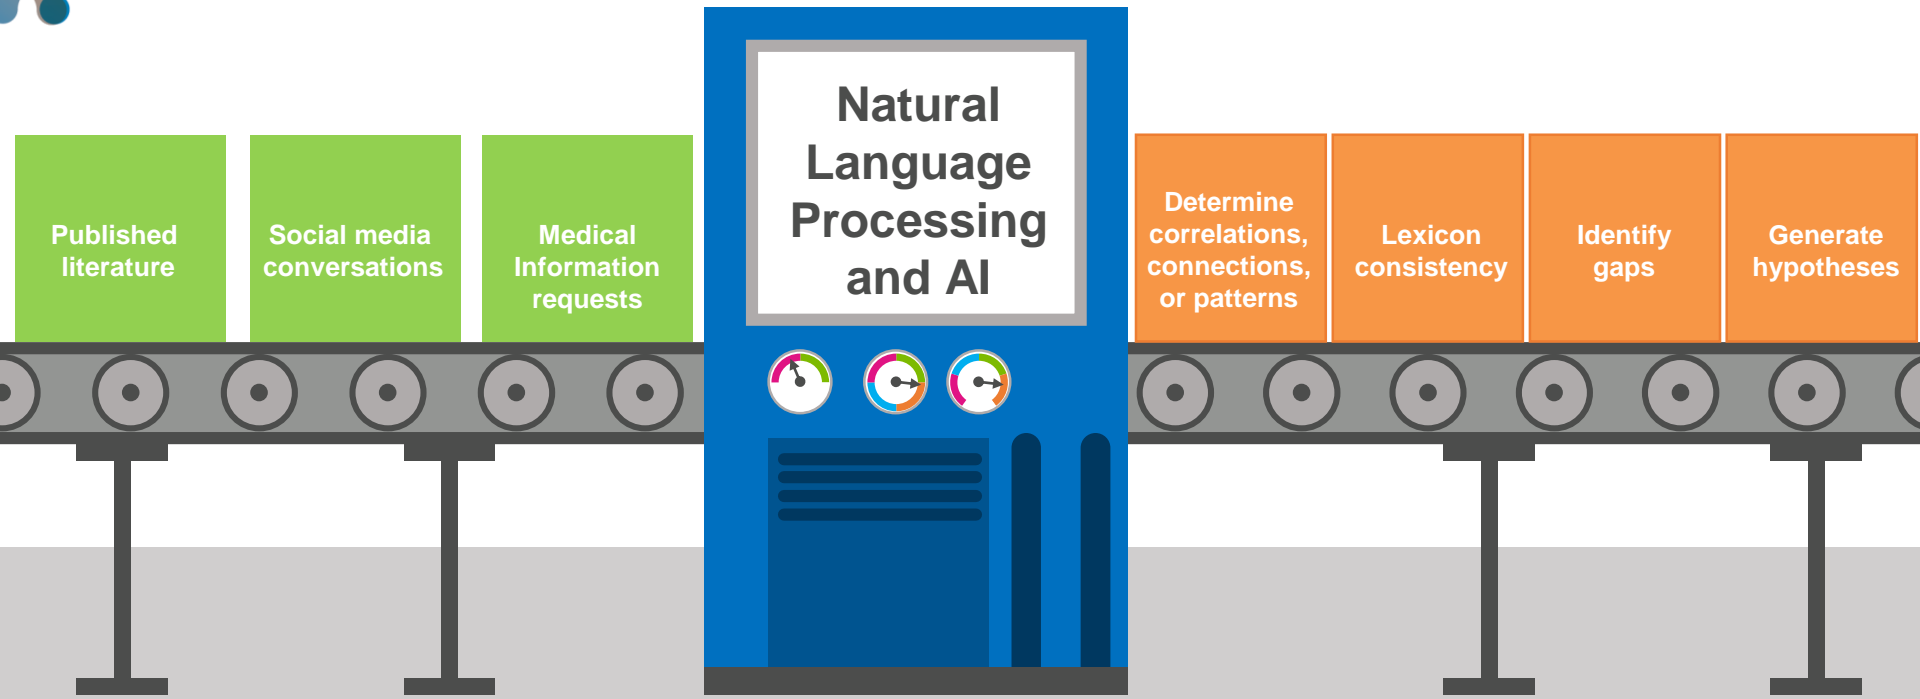 Published
literature
Social media
conversations
Medical
Information
requests
Natural
Language
Processing
and AI
Determine
correlations,
connections,
or patterns
Lexicon
consistency
Identify
gaps
Generate
hypotheses